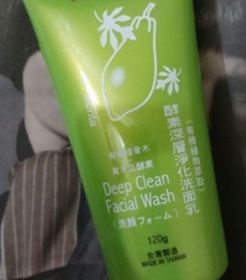 酵素深層淨化洗面乳
(有機植物萃取)
Deep Clean
Facial Wash
(洗顔フォーム)
120g
台灣製造
MADE IN TAIWAN